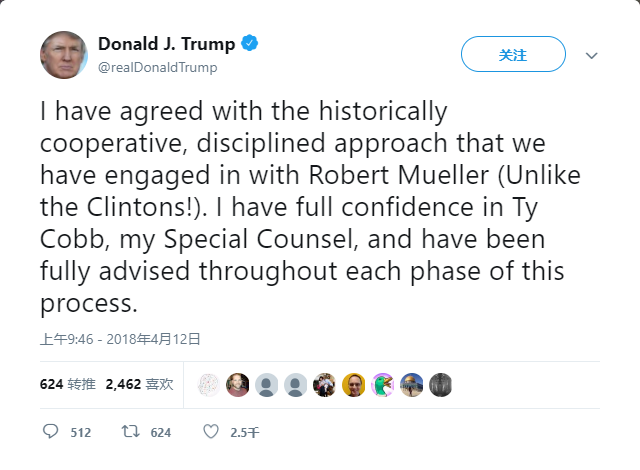 Donald J. Trump
@realDonaldTrump
关注
I have agreed with the historically
cooperative, disciplined approach that we
have engaged in with Robert Mueller (Unlike
the Clintons!). I have full confidence in Ty
Cobb, my Special Counsel, and have been
fully advised throughout each phase of this
process.
上午9:46 - 2018年4月12日
624 转推 2,462 喜欢
512 624 2.5千